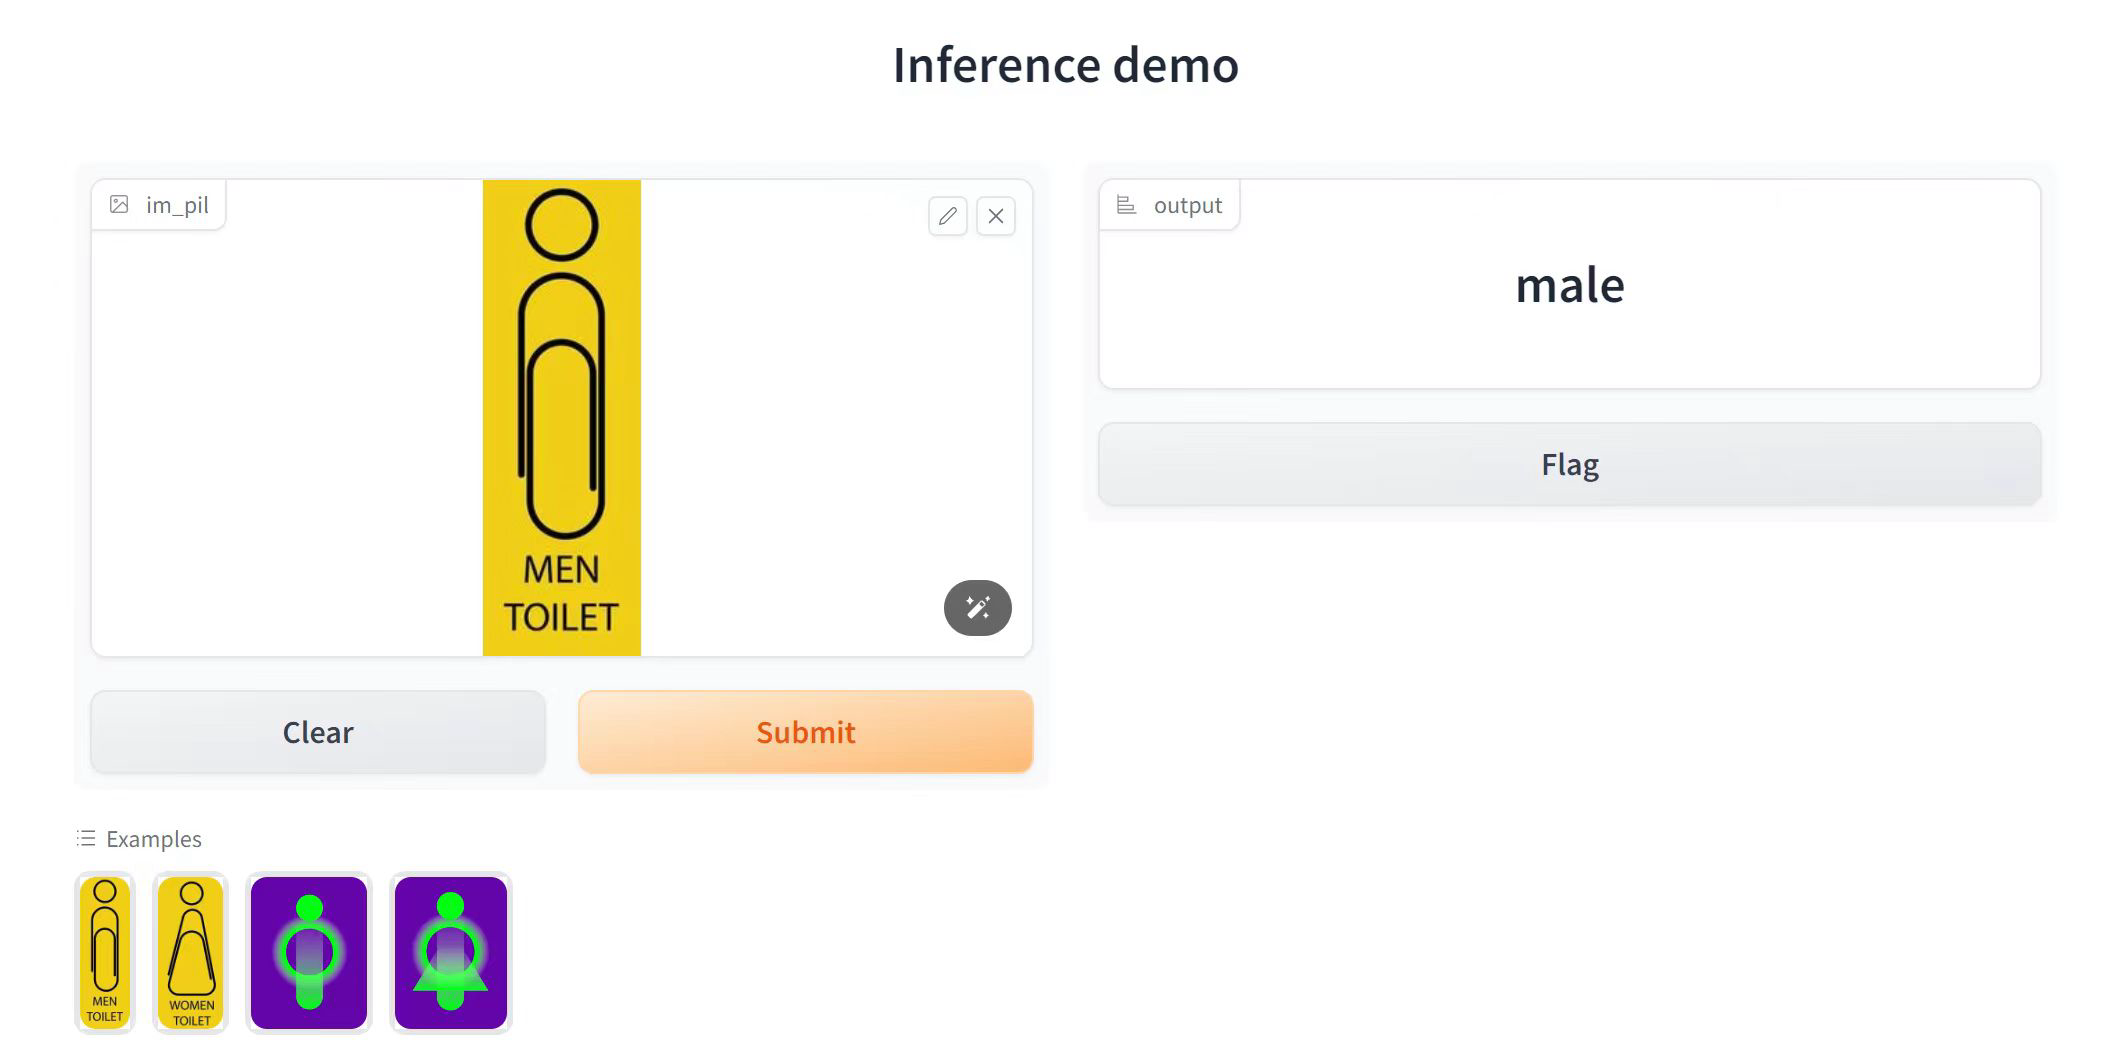 Inference demo
im_pil
MEN
TOILET
Clear
Submit
output
male
Flag
Examples
MEN
TOILET
WOMEN
TOILET